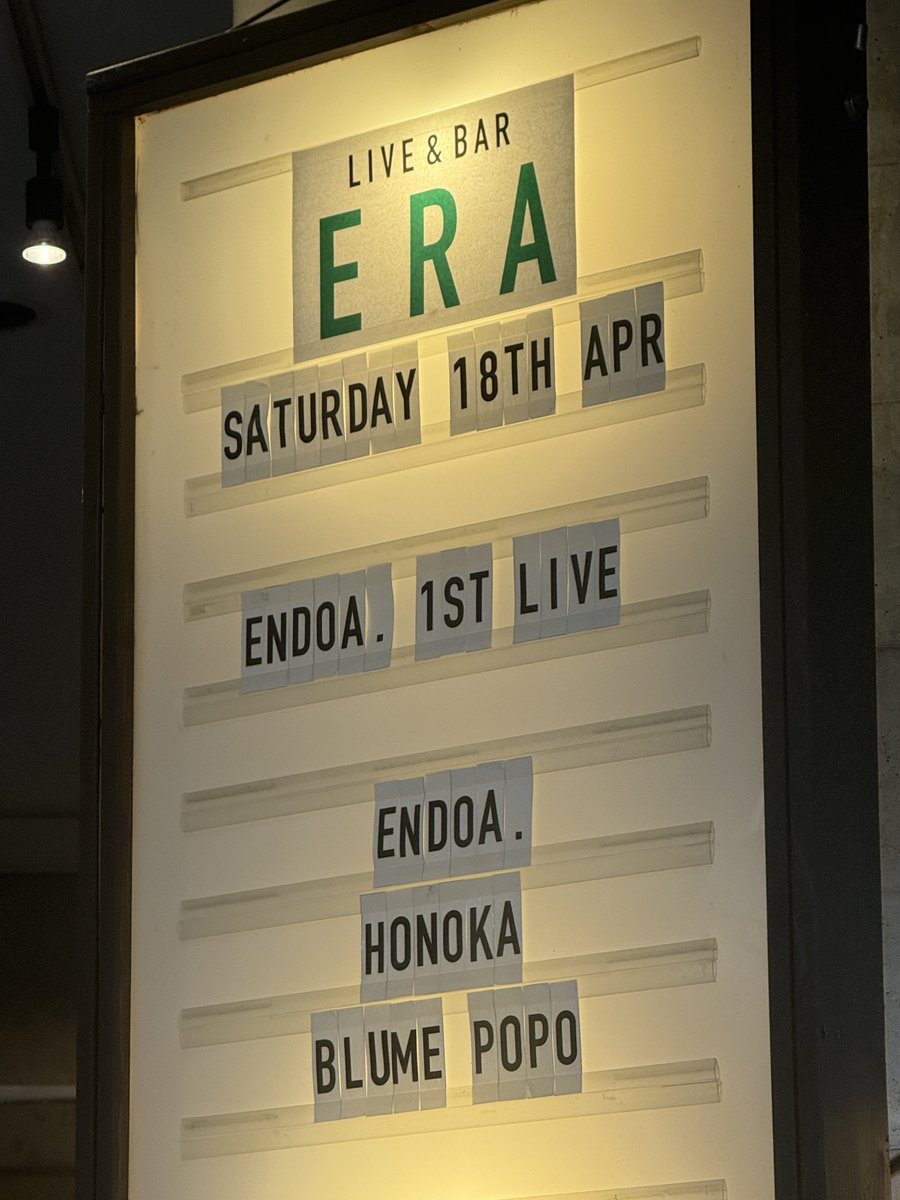 LIVE & BAR
ERA
SATURDAY 18TH APR
ENDOA. 1ST LIVE
ENDOA.
HONOKA
BLUME POPO